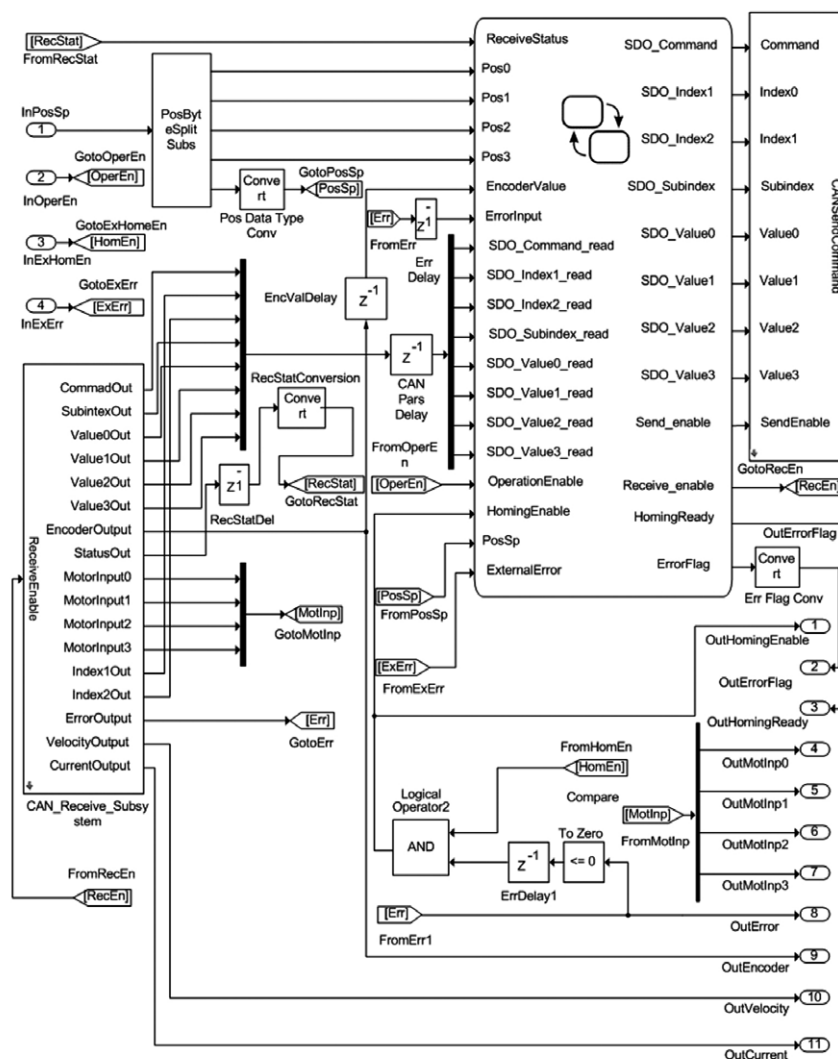 [RecStat]
FromRecStat
InPosSp
1
PosByt
eSplit
Subs
GotoOperEn
2
[OperEn]
InOperEn
GotoExHomeEn
3
[HomEn]
InExHomEn
GotoExErr
4
[ExErr]
InExErr
Conve
rt
Pos Data Type
Conv
GotoPosSp
[PosSp]
[Err]
FromErr
-
z1
Err
Delay
EncValDelay
z-1
z-1
CAN
Pars
Delay
RecStatConversion
Conve
rt
-
z1
RecStatDel
[RecStat]
GotoRecStat
FromOperE
n
[OperEn]
ReceiveEnable
CommadOut
SubintexOut
Value0Out
Value1Out
Value2Out
Value3Out
EncoderOutput
StatusOut
MotorInput0
MotorInput1
MotorInput2
MotorInput3
Index1Out
Index2Out
ErrorOutput
VelocityOutput
CurrentOutput
CAN_Receive_Subsy
stem
FromRecEn
[RecEn]
[MotInp]
GotoMotInp
[Err]
GotoErr
ReceiveStatus
Pos0
Pos1
Pos2
Pos3
EncoderValue
ErrorInput
SDO_Command_read
SDO_Index1_read
SDO_Index2_read
SDO_Subindex_read
SDO_Value0_read
SDO_Value1_read
SDO_Value2_read
SDO_Value3_read
OperationEnable
HomingEnable
PosSp
ExternalError
SDO_Command
SDO_Index1
SDO_Index2
SDO_Subindex
SDO_Value0
SDO_Value1
SDO_Value2
SDO_Value3
Send_enable
Receive_enable
HomingReady
ErrorFlag
Command
Index0
Index1
Subindex
Value0
Value1
Value2
Value3
SendEnable
CANSendCommand
GotoRecEn
[RecEn]
OutErrorFlag
Conve
rt
Err Flag Conv
[PosSp]
FromPosSp
[ExErr]
FromExErr
1
OutHomingEnable
2
OutErrorFlag
3
OutHomingReady
4
OutMotInp0
5
OutMotInp1
6
OutMotInp2
7
OutMotInp3
8
OutError
9
OutEncoder
10
OutVelocity
11
OutCurrent
FromHomEn
[HomEn]
Logical
Operator2
AND
Compare
To Zero
<= 0
z-1
ErrDelay1
[MotInp]
FromMotInp
[Err]
FromErr1